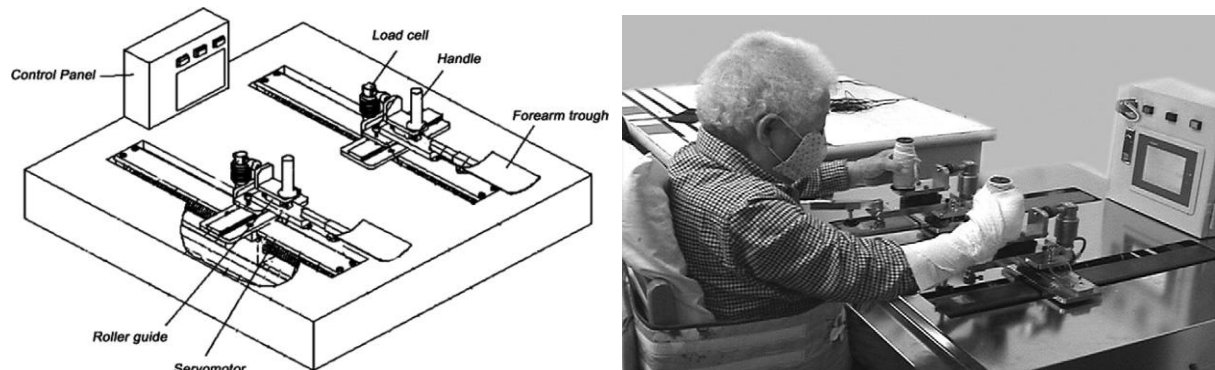 Load cell
Handle
Control Panel
Forearm trough
Roller guide
Servomotor